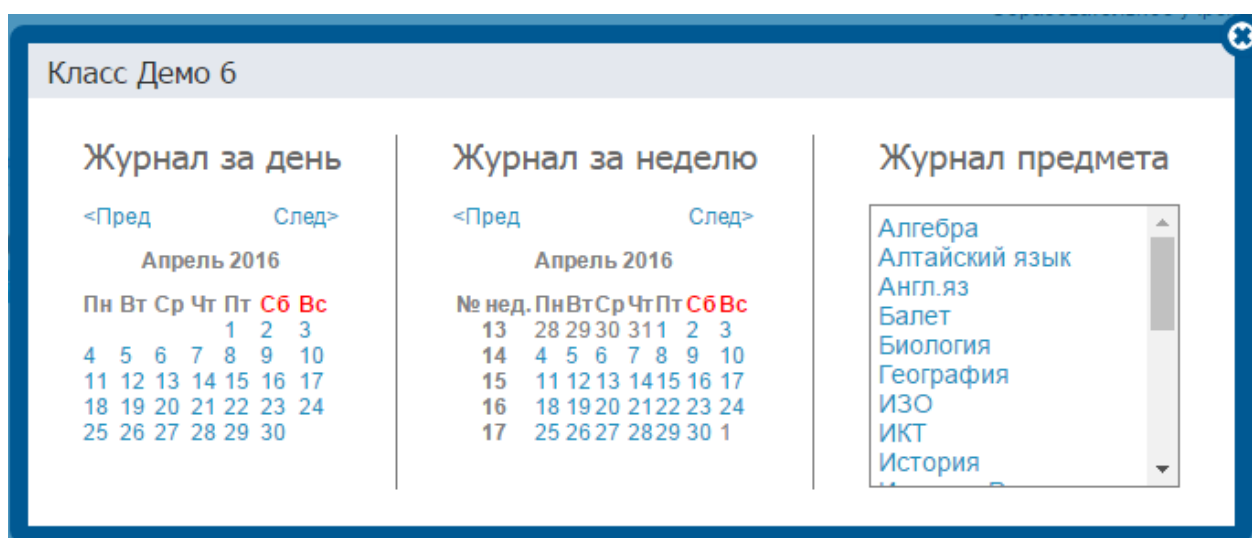 Класс Демо 6
Журнал за день
<Пред След>
Апрель 2016
Пн Вт Ср Чт Пт Сб Вс
1 2 3
4 5 6 7 8 9 10
11 12 13 14 15 16 17
18 19 20 21 22 23 24
25 26 27 28 29 30
Журнал за неделю
<Пред След>
Апрель 2016
№ нед. Пн Вт Ср Чт Пт Сб Вс
13 28 29 30 31 1 2 3
14 4 5 6 7 8 9 10
15 11 12 13 14 15 16 17
16 18 19 20 21 22 23 24
17 25 26 27 28 29 30 1
Журнал предмета
Алгебра
Алтайский язык
Англ.яз
Балет
Биология
География
ИЗО
ИКТ
История